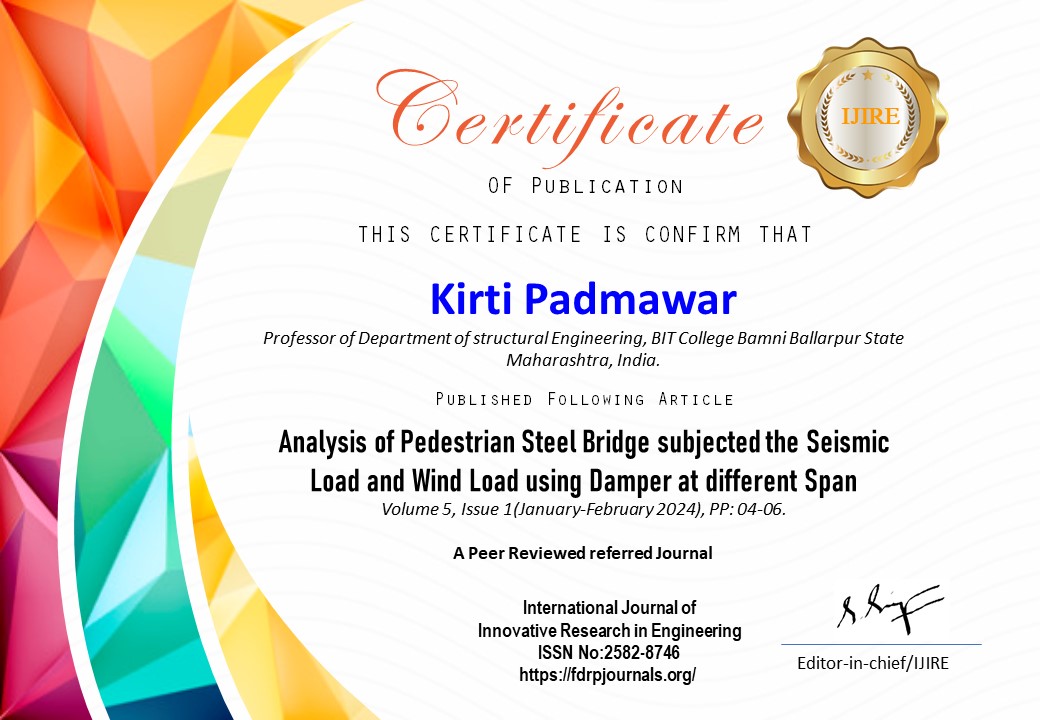 Certificate
IJIRE
OF PUBLICATION
THIS CERTIFICATE IS CONFIRM THAT
Kirti Padmawar
Professor of Department of structural Engineering, BIT College Bamni Ballarpur State
Maharashtra, India.
PUBLISHED FOLLOWING ARTICLE
Analysis of Pedestrian Steel Bridge subjected the Seismic
Load and Wind Load using Damper at different Span
Volume 5, Issue 1(January-February 2024), PP: 04-06.
A Peer Reviewed referred Journal
International Journal of
Innovative Research in Engineering
ISSN No:2582-8746
https://fdrpjournals.org/
Editor-in-chief/IJIRE